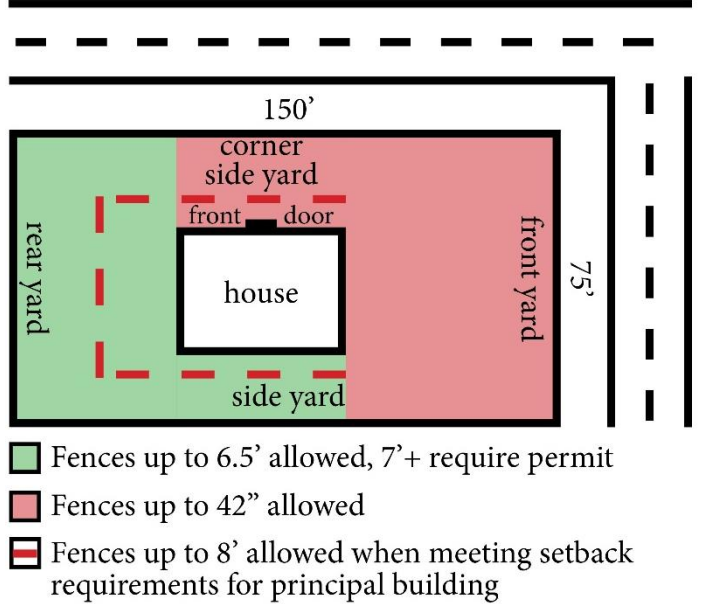 150’
corner
side yard
front door
rear yard
house
front yard
75’
side yard
Fences up to 6.5’ allowed, 7’+ require permit
Fences up to 42” allowed
Fences up to 8’ allowed when meeting setback
requirements for principal building